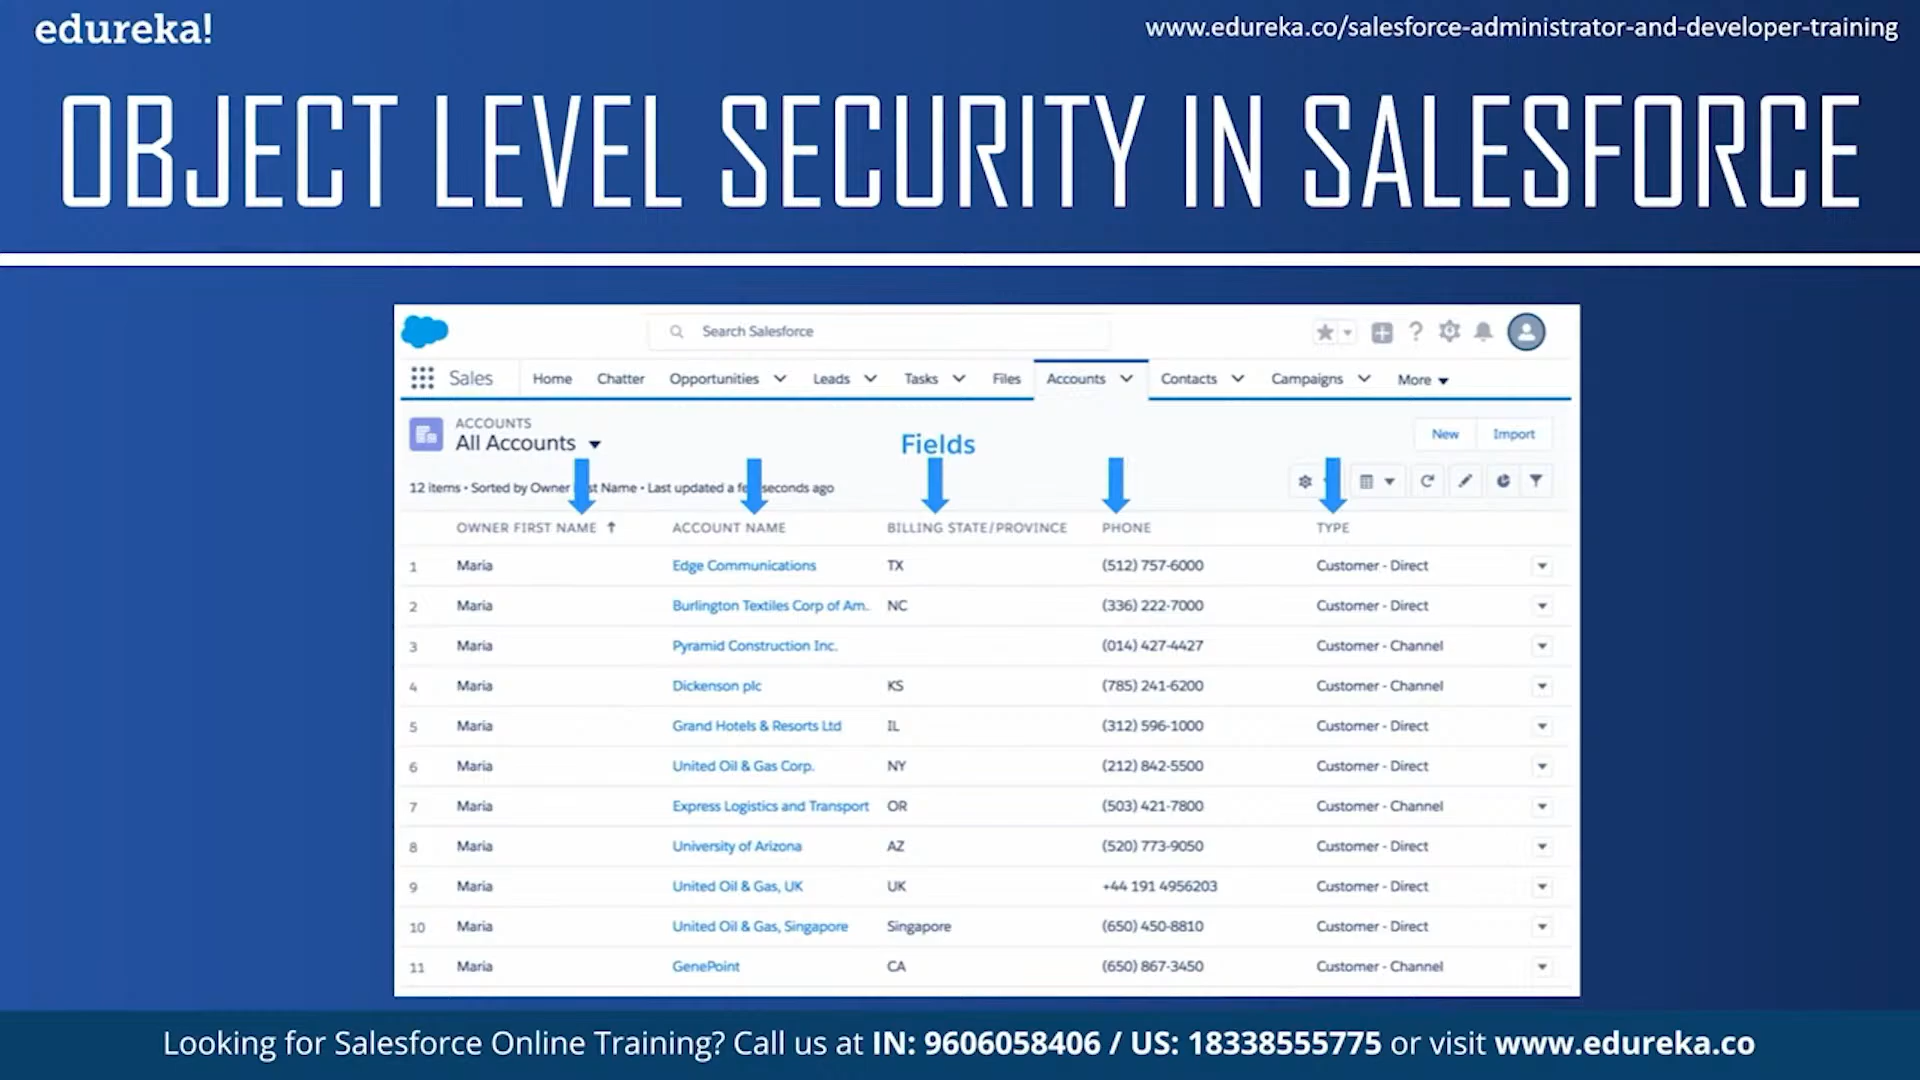 edureka!
www.edureka.co/salesforce-administrator-and-developer-training
OBJECT LEVEL SECURITY IN SALESFORCE
Search Salesforce
Sales Home Chatter Opportunities Leads Tasks Files Accounts Contacts Campaigns More
ACCOUNTS
All Accounts
New Import
Fields
12 items • Sorted by Owner st Name • Last updated a fe seconds ago
OWNER FIRST NAME ↑ ACCOUNT NAME BILLING STATE/PROVINCE PHONE TYPE
1 Maria Edge Communications TX (512) 757-6000 Customer - Direct
2 Maria Burlington Textiles Corp of Am.. NC (336) 222-7000 Customer - Direct
3 Maria Pyramid Construction Inc. (014) 427-4427 Customer - Channel
4 Maria Dickenson plc KS (785) 241-6200 Customer - Channel
5 Maria Grand Hotels & Resorts Ltd IL (312) 596-1000 Customer - Direct
6 Maria United Oil & Gas Corp. NY (212) 842-5500 Customer - Direct
7 Maria Express Logistics and Transport OR (503) 421-7800 Customer - Channel
8 Maria University of Arizona AZ (520) 773-9050 Customer - Direct
9 Maria United Oil & Gas, UK UK +44 191 4956203 Customer - Direct
10 Maria United Oil & Gas, Singapore Singapore (650) 450-8810 Customer - Direct
11 Maria GenePoint CA (650) 867-3450 Customer - Channel
Looking for Salesforce Online Training? Call us at IN: 9606058406 / US: 18338555775 or visit www.edureka.co